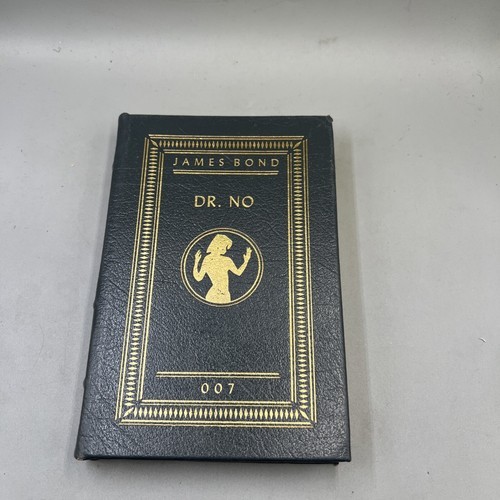 JAMES BOND
DR. NO
007